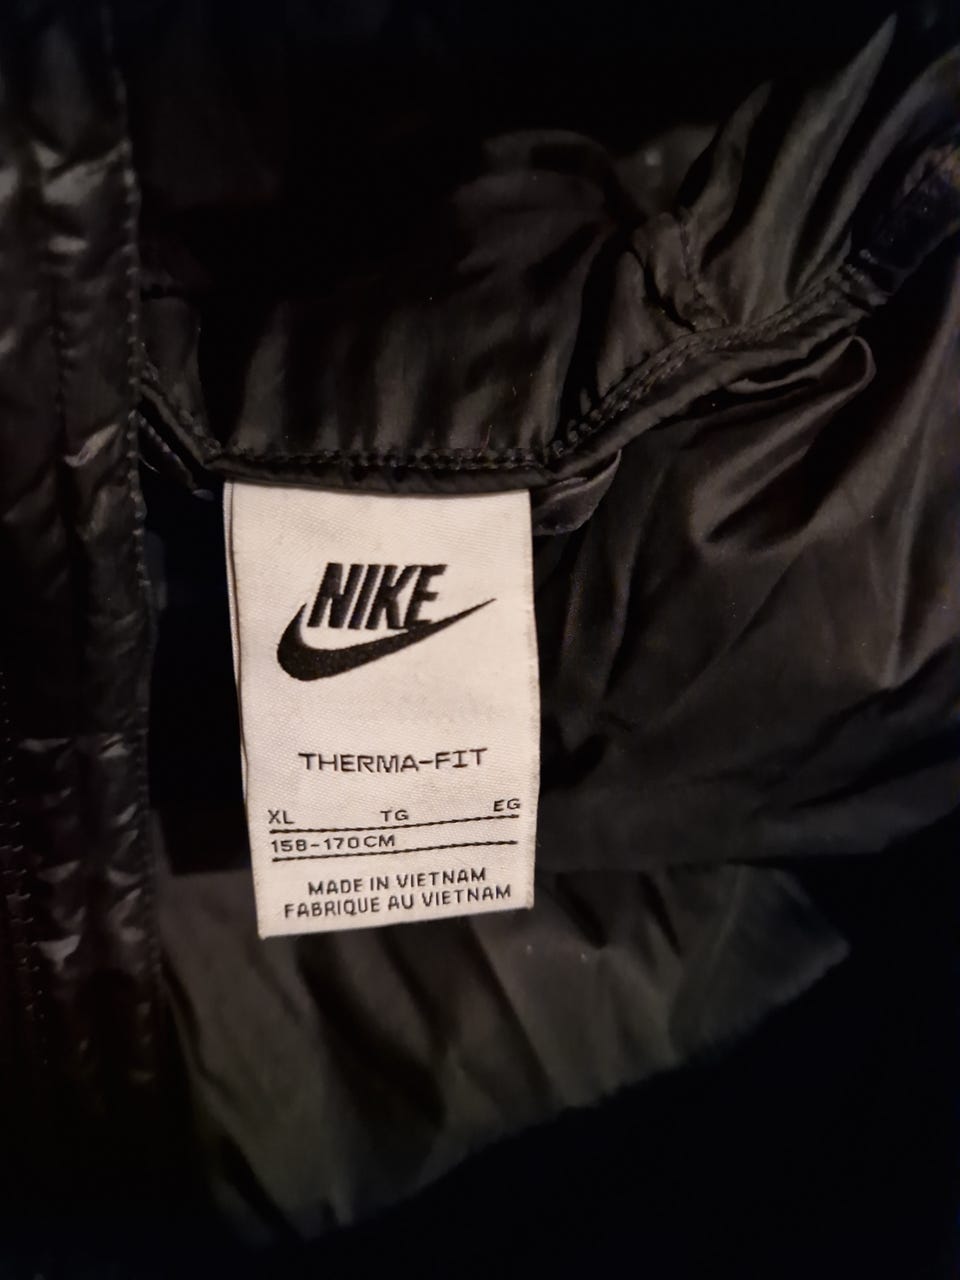 NIKE
THERMA-FIT
XL TG EG
158-170CM
MADE IN VIETNAM
FABRIQUE AU VIETNAM